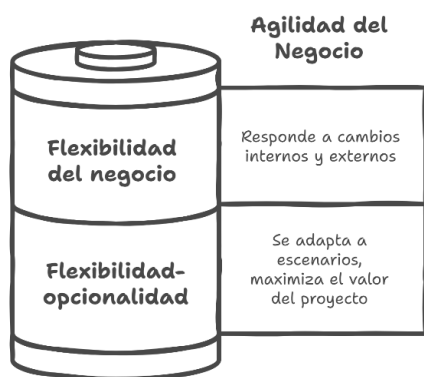 Agilidad del
Negocio
Flexibilidad
del negocio
Responde a cambios
internos y externos
Flexibilidad-
opcionalidad
Se adapta a
escenarios,
maximiza el valor
del proyecto